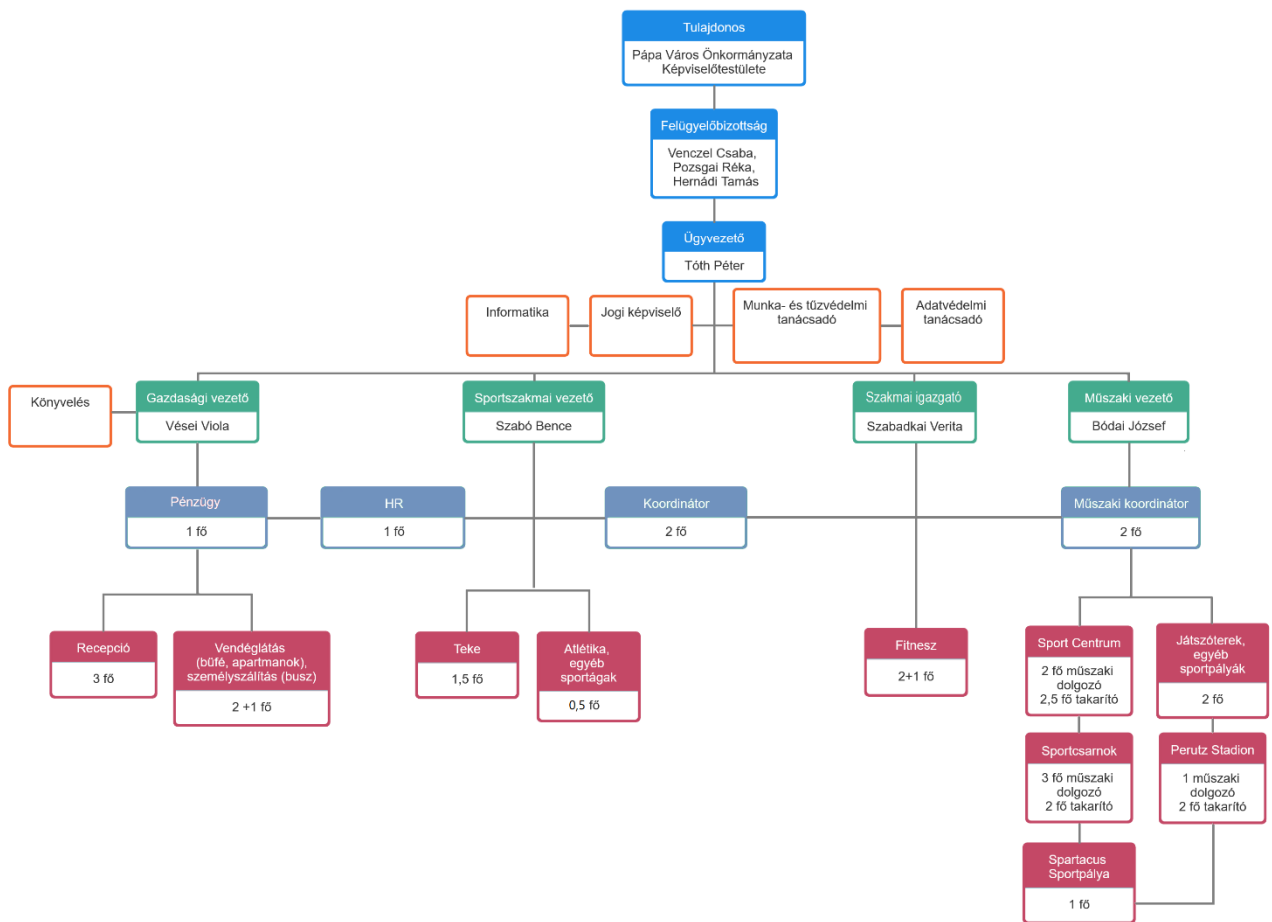 Tulajdonos
Pápa Város Önkormányzata
Képviselőtestülete
Felügyelőbizottság
Venczel Csaba,
Pozsgai Réka,
Hernádi Tamás
Ügyvezető
Tóth Péter
Informatika
Jogi képviselő
Munka- és tűzvédelmi
tanácsadó
Adatvédelmi
tanácsadó
Könyvelés
Gazdasági vezető
Vései Viola
Sportszakmai vezető
Szabó Bence
Szakmai igazgató
Szabadkai Verita
Műszaki vezető
Bódai József
Pénzügy
1 fő
HR
1 fő
Koordinátor
2 fő
Műszaki koordinátor
2 fő
Recepció
3 fő
Vendéglátás
(büfé, apartmanok),
személyszálítás (busz)
2 +1 fő
Teke
1,5 fő
Atlétika,
egyéb
sportágak
0,5 fő
Fitnesz
2+1 fő
Sport Centrum
2 fő műszaki
dolgozó
2,5 fő takarító
Játszóterek,
egyéb
sportpályák
2 fő
Sportcsarnok
3 fő műszaki
dolgozó
2 fő takarító
Perutz Stadion
1 műszaki
dolgozó
2 fő takarító
Spartacus
Sportpálya
1 fő